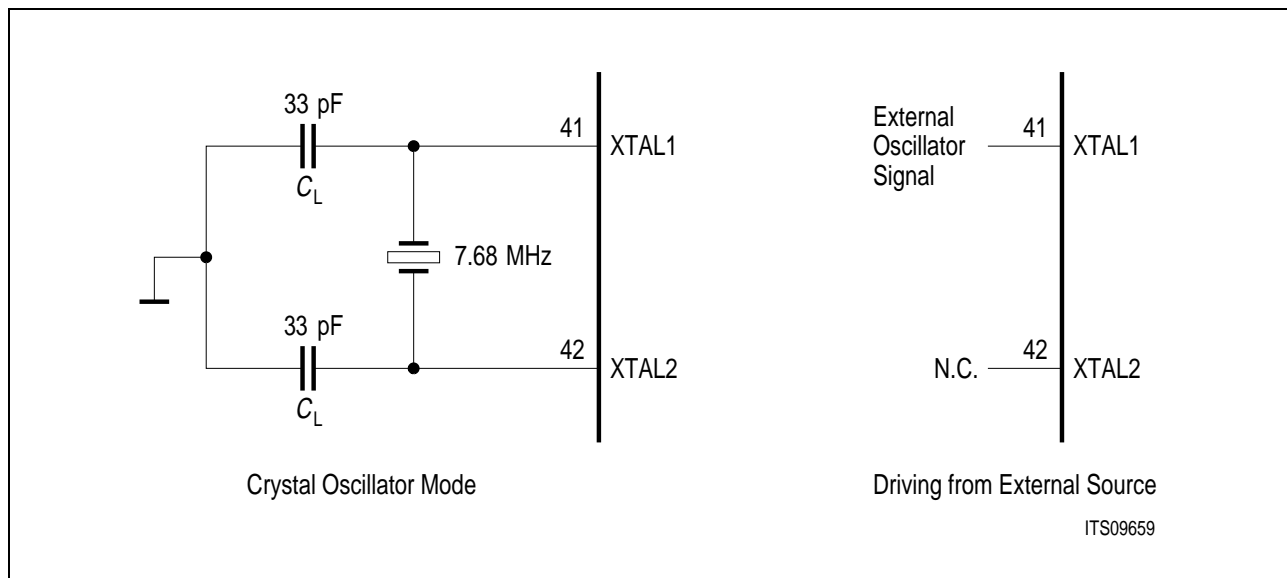 33 pF
C_L
41
XTAL1
7.68 MHz
33 pF
C_L
42
XTAL2
Crystal Oscillator Mode
External
Oscillator
Signal
41
XTAL1
N.C.
42
XTAL2
Driving from External Source
ITS09659